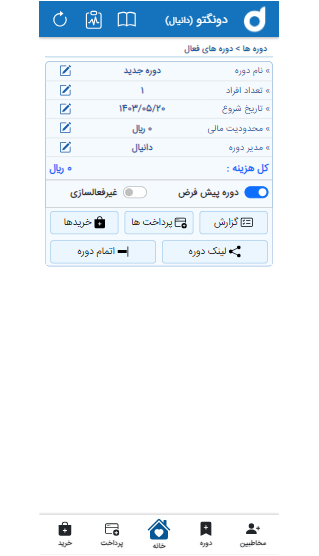 دونگتو (دانیال)
دوره ها > دوره های فعال
» نام دوره دوره جدید
» تعداد افراد ۱
» تاریخ شروع ۱۴۰۳/۰۵/۲۰
» محدودیت مالی ۰ ریال
» مدیر دوره دانیال
کل هزینه : ۰ ریال
دوره پیش فرض غیرفعالسازی
گزارش پرداخت ها خریدها
لینک دوره اتمام دوره
مخاطبین دوره خانه پرداخت خرید